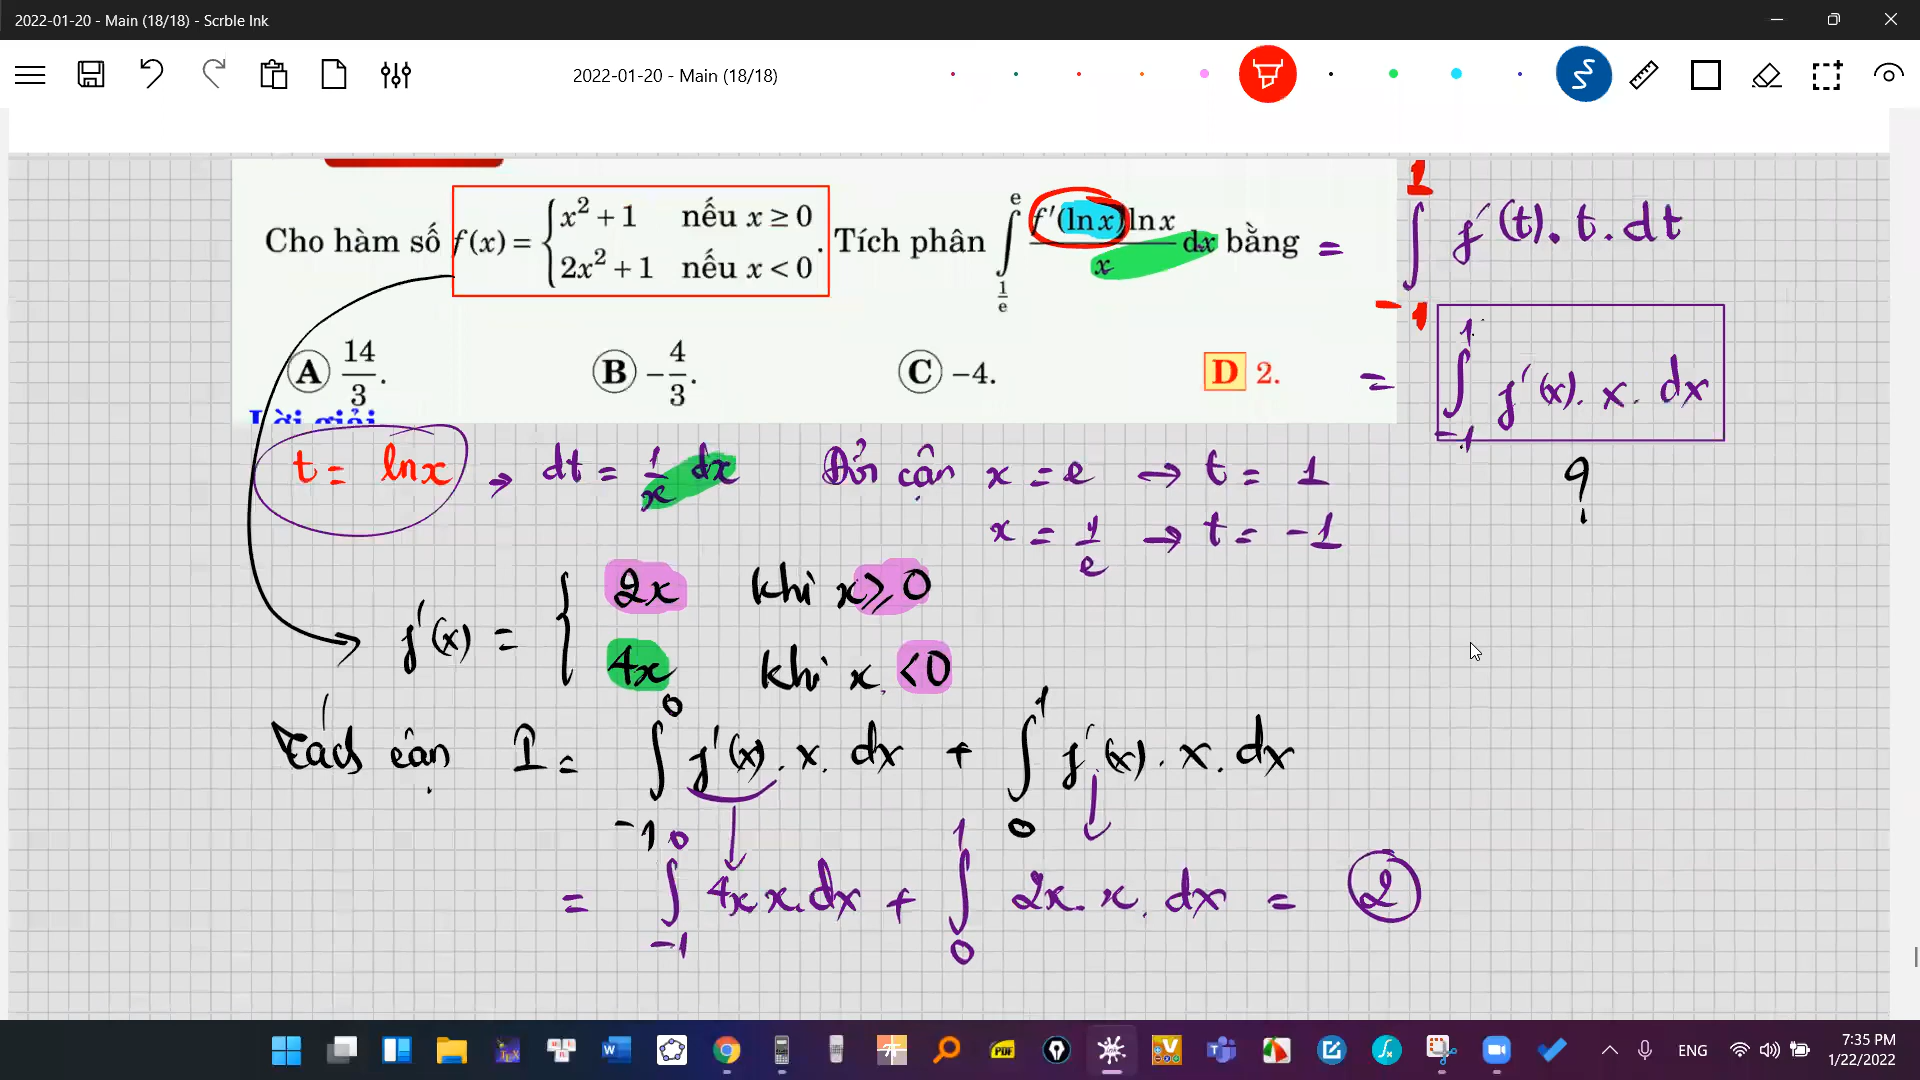 2022-01-20 - Main (18/18) - Scrble Ink
2022-01-20 - Main (18/18)
Cho hàm số f(x) = { x² + 1 nếu x ≥ 0
2x² + 1 nếu x < 0 . Tích phân ∫_{1/e}^{e} f′(ln x) ln x / x dx bằng = ∫_{-1}^{1} f′(t). t. dt
A 14/3. B −4/3. C −4. D 2. = ∫_{-1}^{1} f′(x). x. dx
Lời giải
?
t = lnx → dt = 1/x dx Đổi cận x = e → t = 1
x = 1/e → t = -1
f′(x) = { 2x khi x ≥ 0
4x khi x < 0
Tách cận I = ∫_{-1}^{0} f′(x). x. dx + ∫_{0}^{1} f′(x). x. dx
= ∫_{-1}^{0} 4x x. dx + ∫_{0}^{1} 2x. x. dx = 2
ENG
7:35 PM
1/22/2022